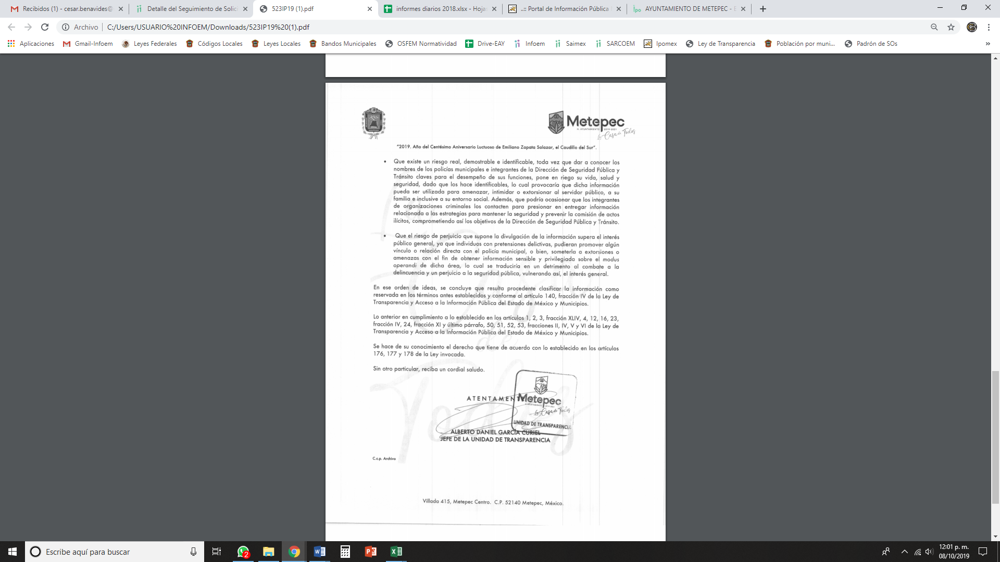 Recibidos (1) - cesar.benavides@
Detalle del Seguimiento de Solici
523IP19 (1).pdf
informes diarios 2018.xlsx - Hoja
..:: Portal de Información Pública
AYUNTAMIENTO DE METEPEC - E
Archivo
C:/Users/USUARIO%20INFOEM/Downloads/523IP19%20(1).pdf
Aplicaciones
Gmail-Infoem
Leyes Federales
Códigos Locales
Leyes Locales
Bandos Municipales
OSFEM Normatividad
Drive-EAY
Infoem
Saimex
SARCOEM
Ipomex
Ley de Transparencia
Población por muni...
Padrón de SOs
Metepec
H. AYUNTAMIENTO 2019-2021
La Casa de Todos
"2019. Año del Centésimo Aniversario Luctuoso de Emiliano Zapata Salazar, el Caudillo del Sur".
• Que existe un riesgo real, demostrable e identificable, toda vez que dar a conocer los
nombres de los policías municipales e integrantes de la Dirección de Seguridad Pública y
Tránsito claves para el desempeño de sus funciones, pone en riego su vida, salud y
seguridad, dado que los hace identificables, lo cual provocaría que dicha información
pueda ser utilizada para amenazar, intimidar o extorsionar al servidor público, a su
familia e inclusive a su entorno social. Además, que podría ocasionar que los integrantes
de organizaciones criminales los contacten para presionar en entregar información
relacionada a las estrategias para mantener la seguridad y prevenir la comisión de actos
ilícitos, comprometiendo así los objetivos de la Dirección de Seguridad Pública y Tránsito.
• Que el riesgo de perjuicio que supone la divulgación de la información supera el interés
público general, ya que individuos con pretensiones delictivas, pudieran promover algún
vínculo o relación directa con el policía municipal, o bien, someterla a extorsiones o
amenazas con el fin de obtener información sensible y privilegiada sobre el modus
operandi de dicha área, lo cual se traduciría en un detrimento al combate a la
delincuencia y un perjuicio a la seguridad pública, vulnerando así, el interés general.
En ese orden de ideas, se concluye que resulta procedente clasificar la información como
reservada en los términos antes establecidos y conforme al artículo 140, fracción IV de la Ley de
Transparencia y Acceso a la Información Pública del Estado de México y Municipios.
Lo anterior en cumplimiento a lo establecido en los artículos 1, 2, 3, fracción XLIV, 4, 12, 16, 23,
fracción IV, 24, fracción XI y último párrafo, 50, 51, 52, 53, fracciones II, IV, V y VI de la Ley de
Transparencia y Acceso a la Información Pública del Estado de México y Municipios.
Se hace de su conocimiento el derecho que tiene de acuerdo con lo establecido en los artículos
176, 177 y 178 de la Ley invocada.
Sin otro particular, reciba un cordial saludo.
ATENTAMENTE
Metepec
La Casa de Todos
UNIDAD DE TRANSPARENCIA
ALBERTO DANIEL GARCÍA CURIEL
JEFE DE LA UNIDAD DE TRANSPARENCIA
C.c.p. Archivo
Villada 415, Metepec Centro. C.P. 52140 Metepec, México.
La Casa de Todos
Escribe aquí para buscar
2
12:01 p. m.
08/10/2019